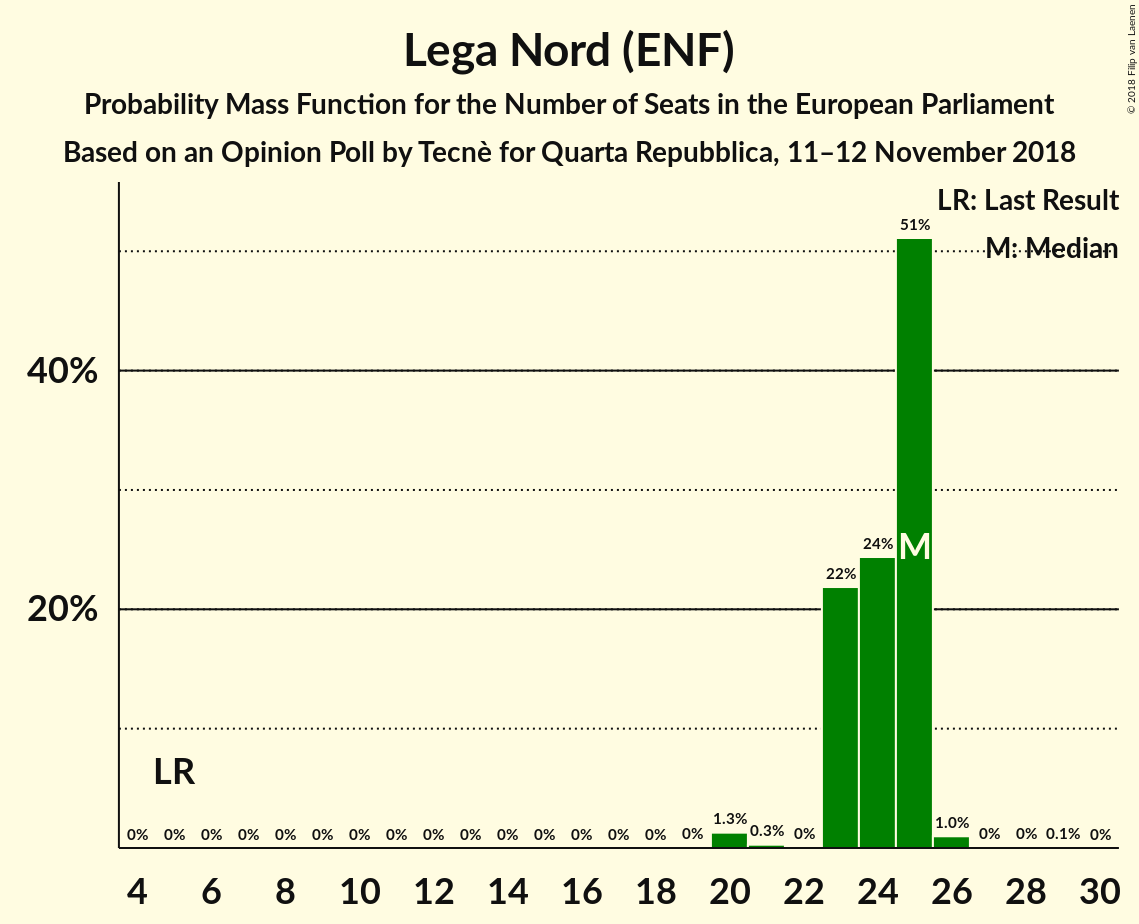 Lega Nord (ENF)
Probability Mass Function for the Number of Seats in the European Parliament
Based on an Opinion Poll by Tecnè for Quarta Repubblica, 11–12 November 2018
© 2018 Filip van Laenen
LR: Last Result
M: Median
51%
40%
M
24%
22%
20%
LR
0% 0% 0% 0% 0% 0% 0% 0% 0% 0% 0% 0% 0% 0% 0% 0% 1.3% 0.3% 0% 1.0% 0% 0% 0.1% 0%
4 6 8 10 12 14 16 18 20 22 24 26 28 30